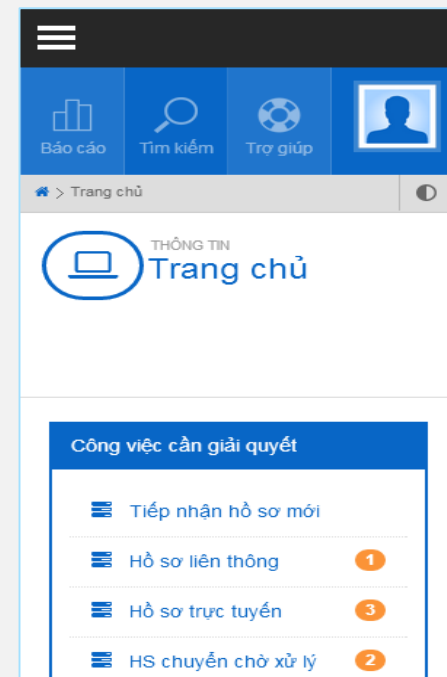 Báo cáo Tìm kiếm Trợ giúp
> Trang chủ
THÔNG TIN
Trang chủ
Công việc cần giải quyết
Tiếp nhận hồ sơ mới
Hồ sơ liên thông 1
Hồ sơ trực tuyến 3
HS chuyển chờ xử lý 2